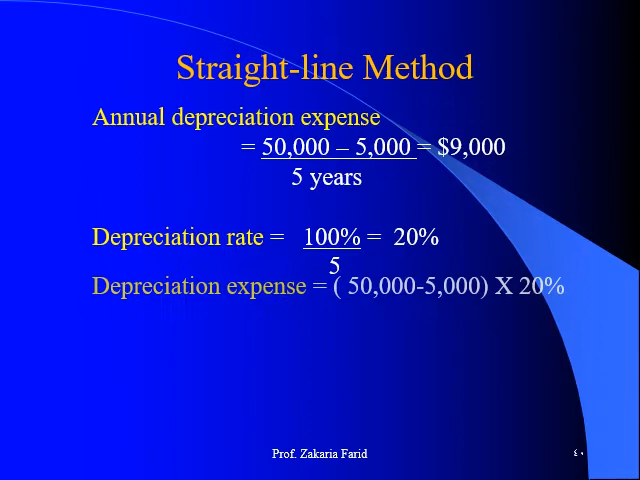 Straight-line Method
Annual depreciation expense
= 50,000 – 5,000 = $9,000
5 years
Depreciation rate = 100% = 20%
5
Depreciation expense = ( 50,000-5,000) X 20%
Prof. Zakaria Farid
٤٠